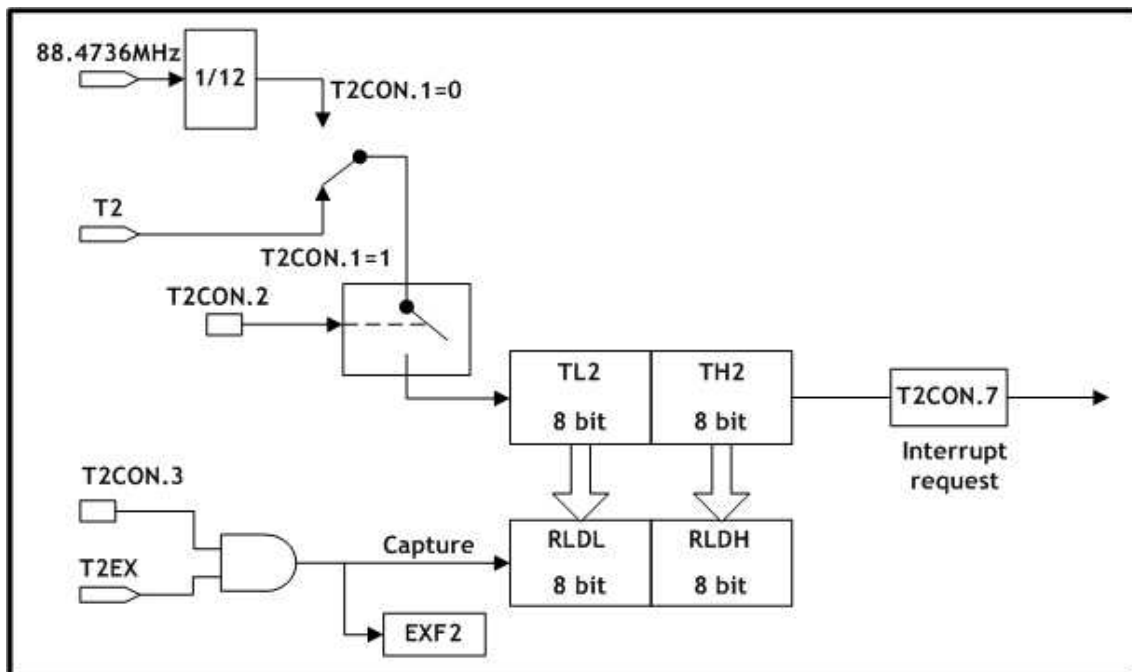 88.4736MHz
1/12
T2CON.1=0
T2
T2CON.1=1
T2CON.2
TL2
TH2
8 bit
8 bit
T2CON.7
Interrupt
request
T2CON.3
T2EX
Capture
RLDL
RLDH
8 bit
8 bit
EXF2